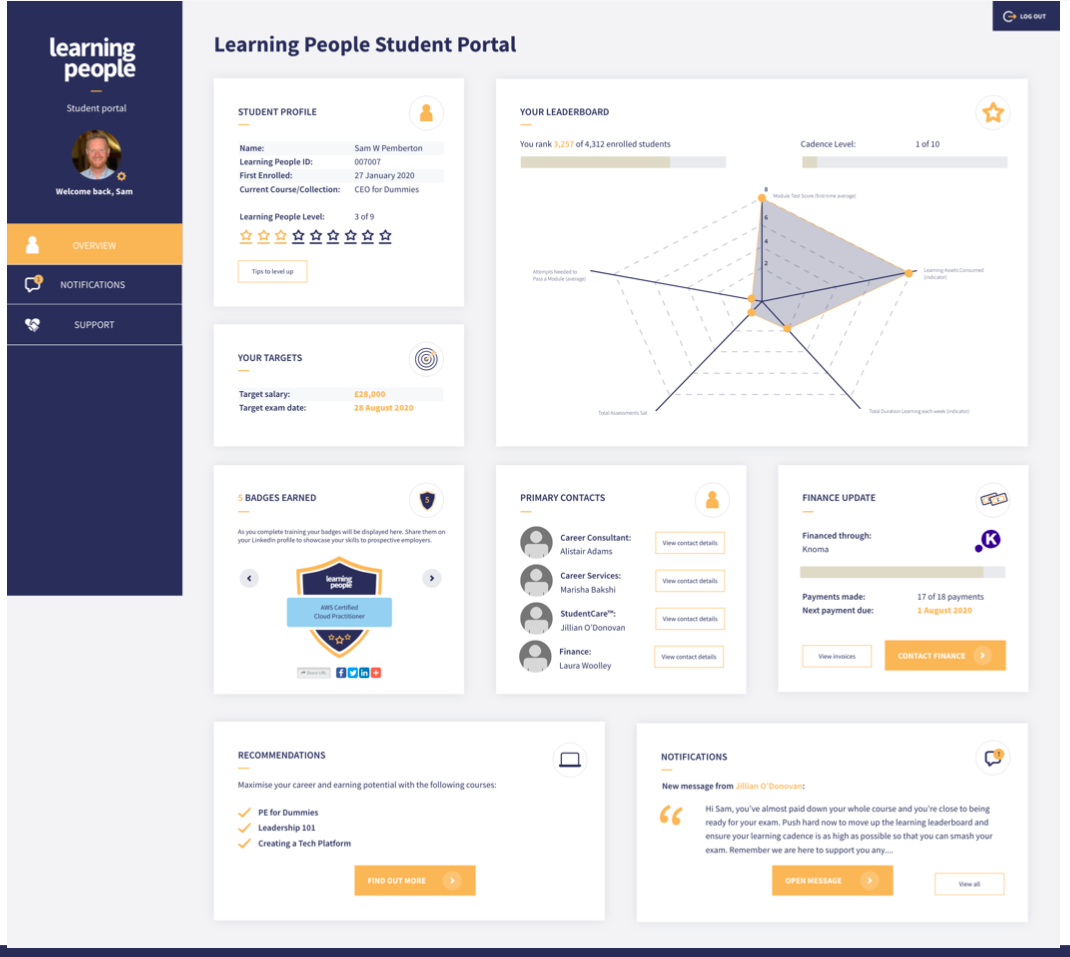 LOG OUT
learning
people
Student portal
Welcome back, Sam
OVERVIEW
1
NOTIFICATIONS
SUPPORT
Learning People Student Portal
STUDENT PROFILE
Name: Sam W Pemberton
Learning People ID: 007007
First Enrolled: 27 January 2020
Current Course/Collection: CEO for Dummies
Learning People Level: 3 of 9
Tips to level up
YOUR LEADERBOARD
You rank 3,257 of 4,312 enrolled students
Cadence Level: 1 of 10
8
Module Test Score (first-time average)
6
4
2
Attempts Needed to
Pass a Module (average)
Learning Assets Consumed
(indicator)
Total Assessments Sat
Total Duration Learning each week (indicator)
YOUR TARGETS
Target salary: £28,000
Target exam date: 28 August 2020
5 BADGES EARNED
5
As you complete training your badges will be displayed here. Share them on
your LinkedIn profile to showcase your skills to prospective employers.
learning
people
AWS Certified
Cloud Practitioner
Share URL
PRIMARY CONTACTS
Career Consultant:
Alistair Adams
View contact details
Career Services:
Marisha Bakshi
View contact details
StudentCare™:
Jillian O'Donovan
View contact details
Finance:
Laura Woolley
View contact details
FINANCE UPDATE
Financed through:
Knoma
K
Payments made: 17 of 18 payments
Next payment due: 1 August 2020
View invoices
CONTACT FINANCE
RECOMMENDATIONS
Maximise your career and earning potential with the following courses:
PE for Dummies
Leadership 101
Creating a Tech Platform
FIND OUT MORE
NOTIFICATIONS
1
New message from Jillian O'Donovan:
Hi Sam, you've almost paid down your whole course and you're close to being
ready for your exam. Push hard now to move up the learning leaderboard and
ensure your learning cadence is as high as possible so that you can smash your
exam. Remember we are here to support you any....
OPEN MESSAGE
View all